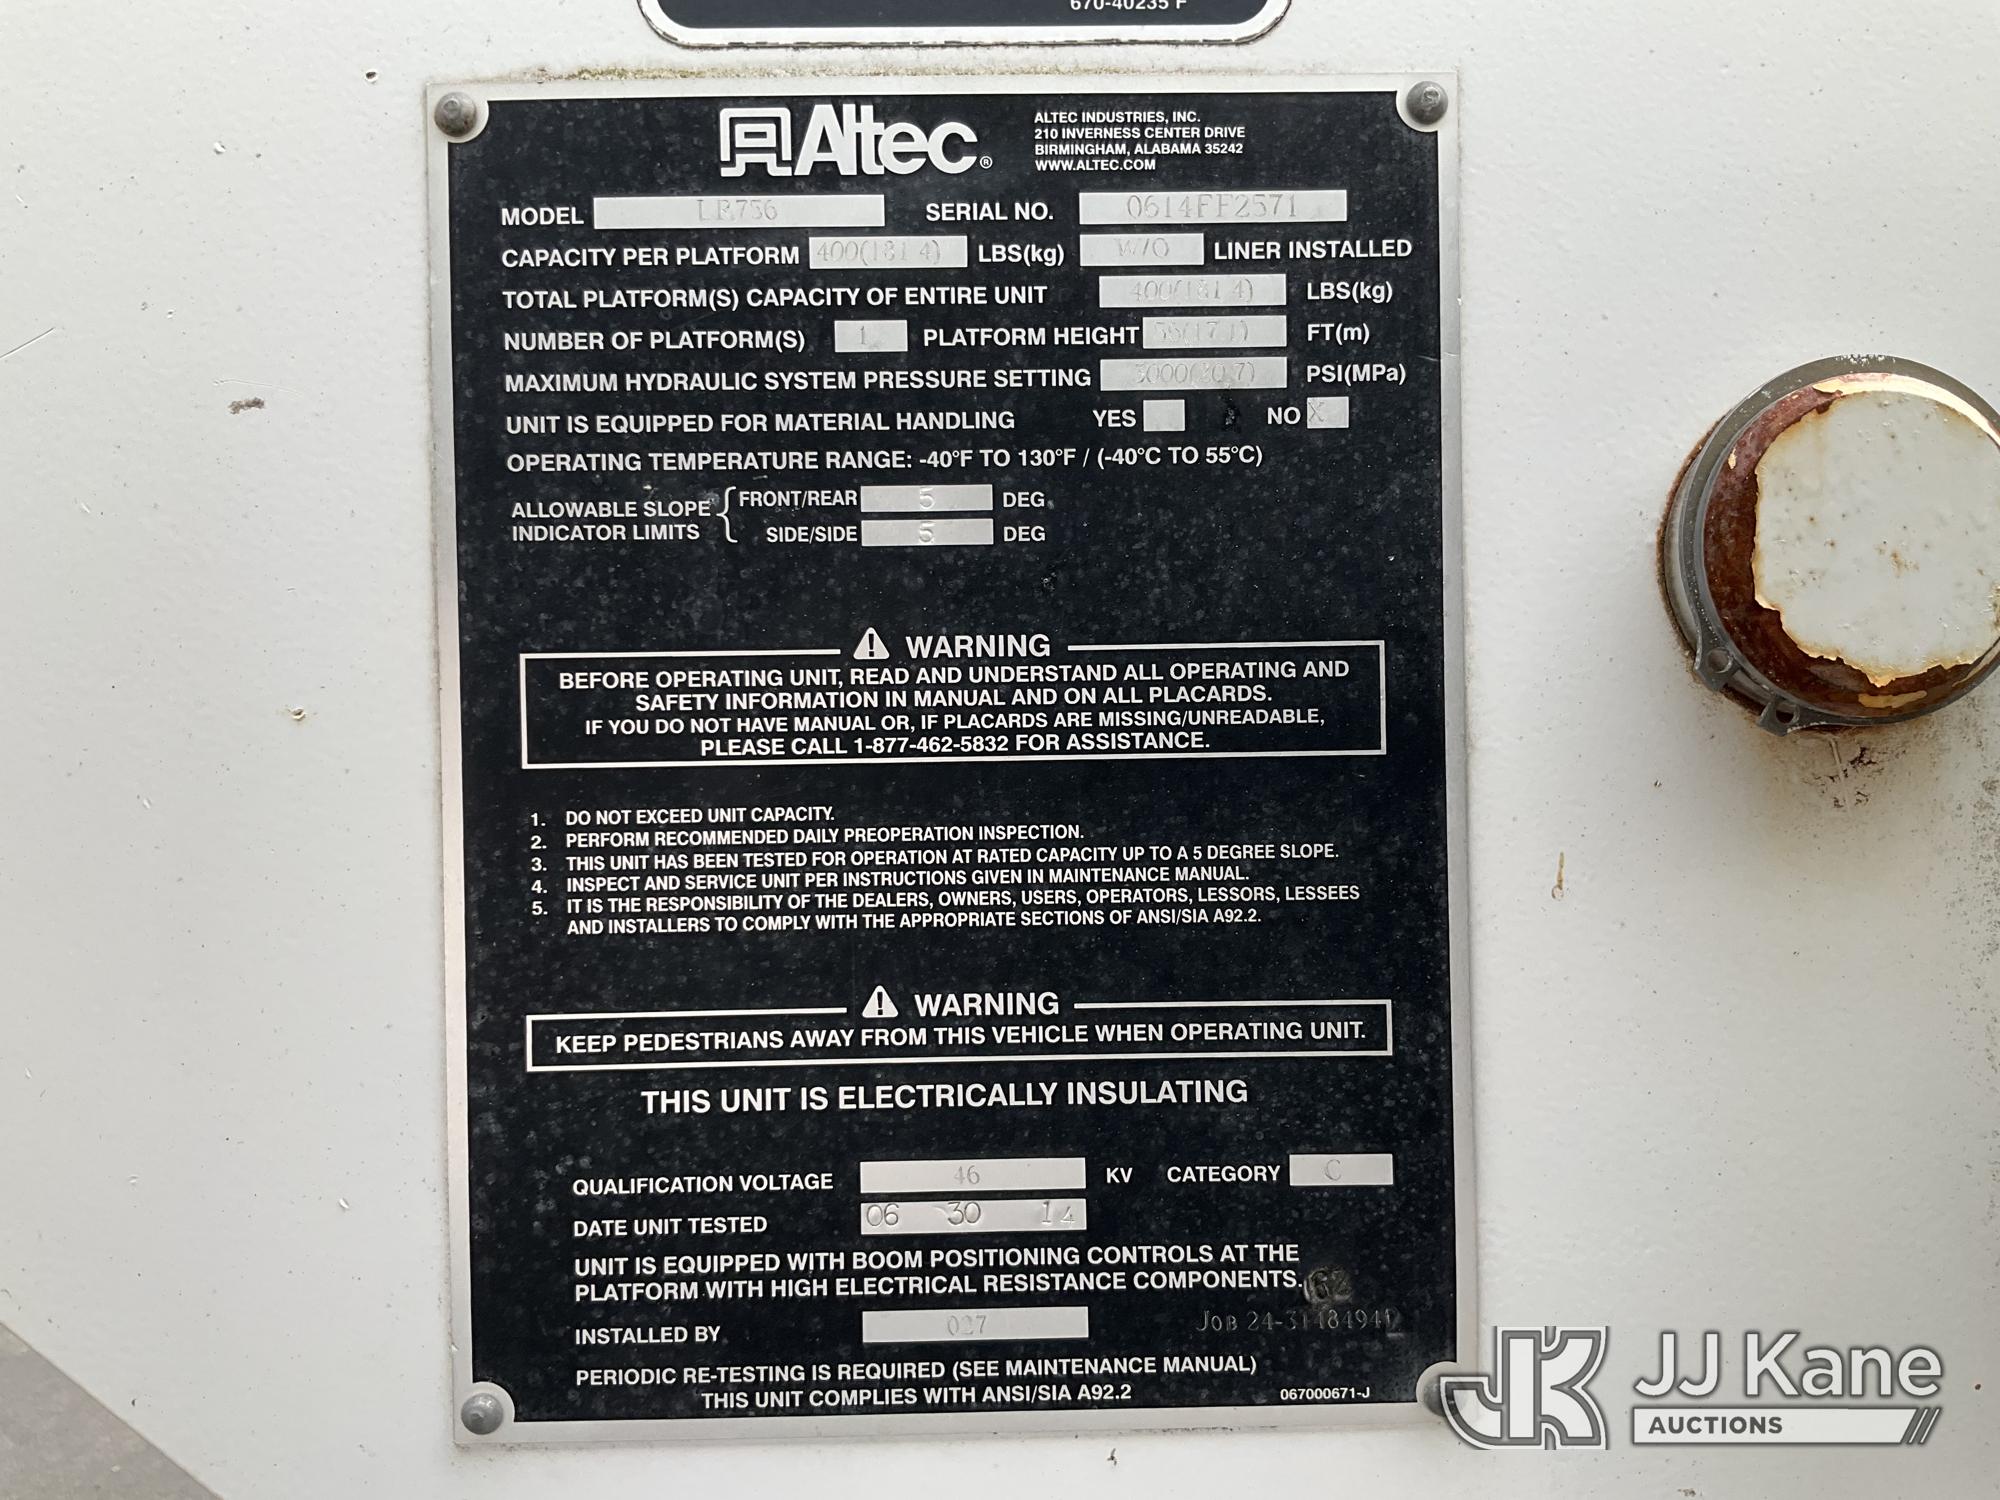 670-40235 F
Altec®
ALTEC INDUSTRIES, INC.
210 INVERNESS CENTER DRIVE
BIRMINGHAM, ALABAMA 35242
WWW.ALTEC.COM
MODEL LR756 SERIAL NO. 0614FF2571
CAPACITY PER PLATFORM 400(181.4) LBS(kg) W/O LINER INSTALLED
TOTAL PLATFORM(S) CAPACITY OF ENTIRE UNIT 400(181.4) LBS(kg)
NUMBER OF PLATFORM(S) 1 PLATFORM HEIGHT 56(17.1) FT(m)
MAXIMUM HYDRAULIC SYSTEM PRESSURE SETTING 3000(20.7) PSI(MPa)
UNIT IS EQUIPPED FOR MATERIAL HANDLING YES NO X
OPERATING TEMPERATURE RANGE: -40°F TO 130°F / (-40°C TO 55°C)
ALLOWABLE SLOPE INDICATOR LIMITS
FRONT/REAR 5 DEG
SIDE/SIDE 5 DEG
WARNING
BEFORE OPERATING UNIT, READ AND UNDERSTAND ALL OPERATING AND
SAFETY INFORMATION IN MANUAL AND ON ALL PLACARDS.
IF YOU DO NOT HAVE MANUAL OR, IF PLACARDS ARE MISSING/UNREADABLE,
PLEASE CALL 1-877-462-5832 FOR ASSISTANCE.
1. DO NOT EXCEED UNIT CAPACITY.
2. PERFORM RECOMMENDED DAILY PREOPERATION INSPECTION.
3. THIS UNIT HAS BEEN TESTED FOR OPERATION AT RATED CAPACITY UP TO A 5 DEGREE SLOPE.
4. INSPECT AND SERVICE UNIT PER INSTRUCTIONS GIVEN IN MAINTENANCE MANUAL.
5. IT IS THE RESPONSIBILITY OF THE DEALERS, OWNERS, USERS, OPERATORS, LESSORS, LESSEES
AND INSTALLERS TO COMPLY WITH THE APPROPRIATE SECTIONS OF ANSI/SIA A92.2.
WARNING
KEEP PEDESTRIANS AWAY FROM THIS VEHICLE WHEN OPERATING UNIT.
THIS UNIT IS ELECTRICALLY INSULATING
QUALIFICATION VOLTAGE 46 KV CATEGORY C
DATE UNIT TESTED 06 30 14
UNIT IS EQUIPPED WITH BOOM POSITIONING CONTROLS AT THE
PLATFORM WITH HIGH ELECTRICAL RESISTANCE COMPONENTS. 62
INSTALLED BY 027
JOB
PERIODIC RE-TESTING IS REQUIRED (SEE MAINTENANCE MANUAL)
THIS UNIT COMPLIES WITH ANSI/SIA A92.2
067000671-J
JJ Kane
AUCTIONS